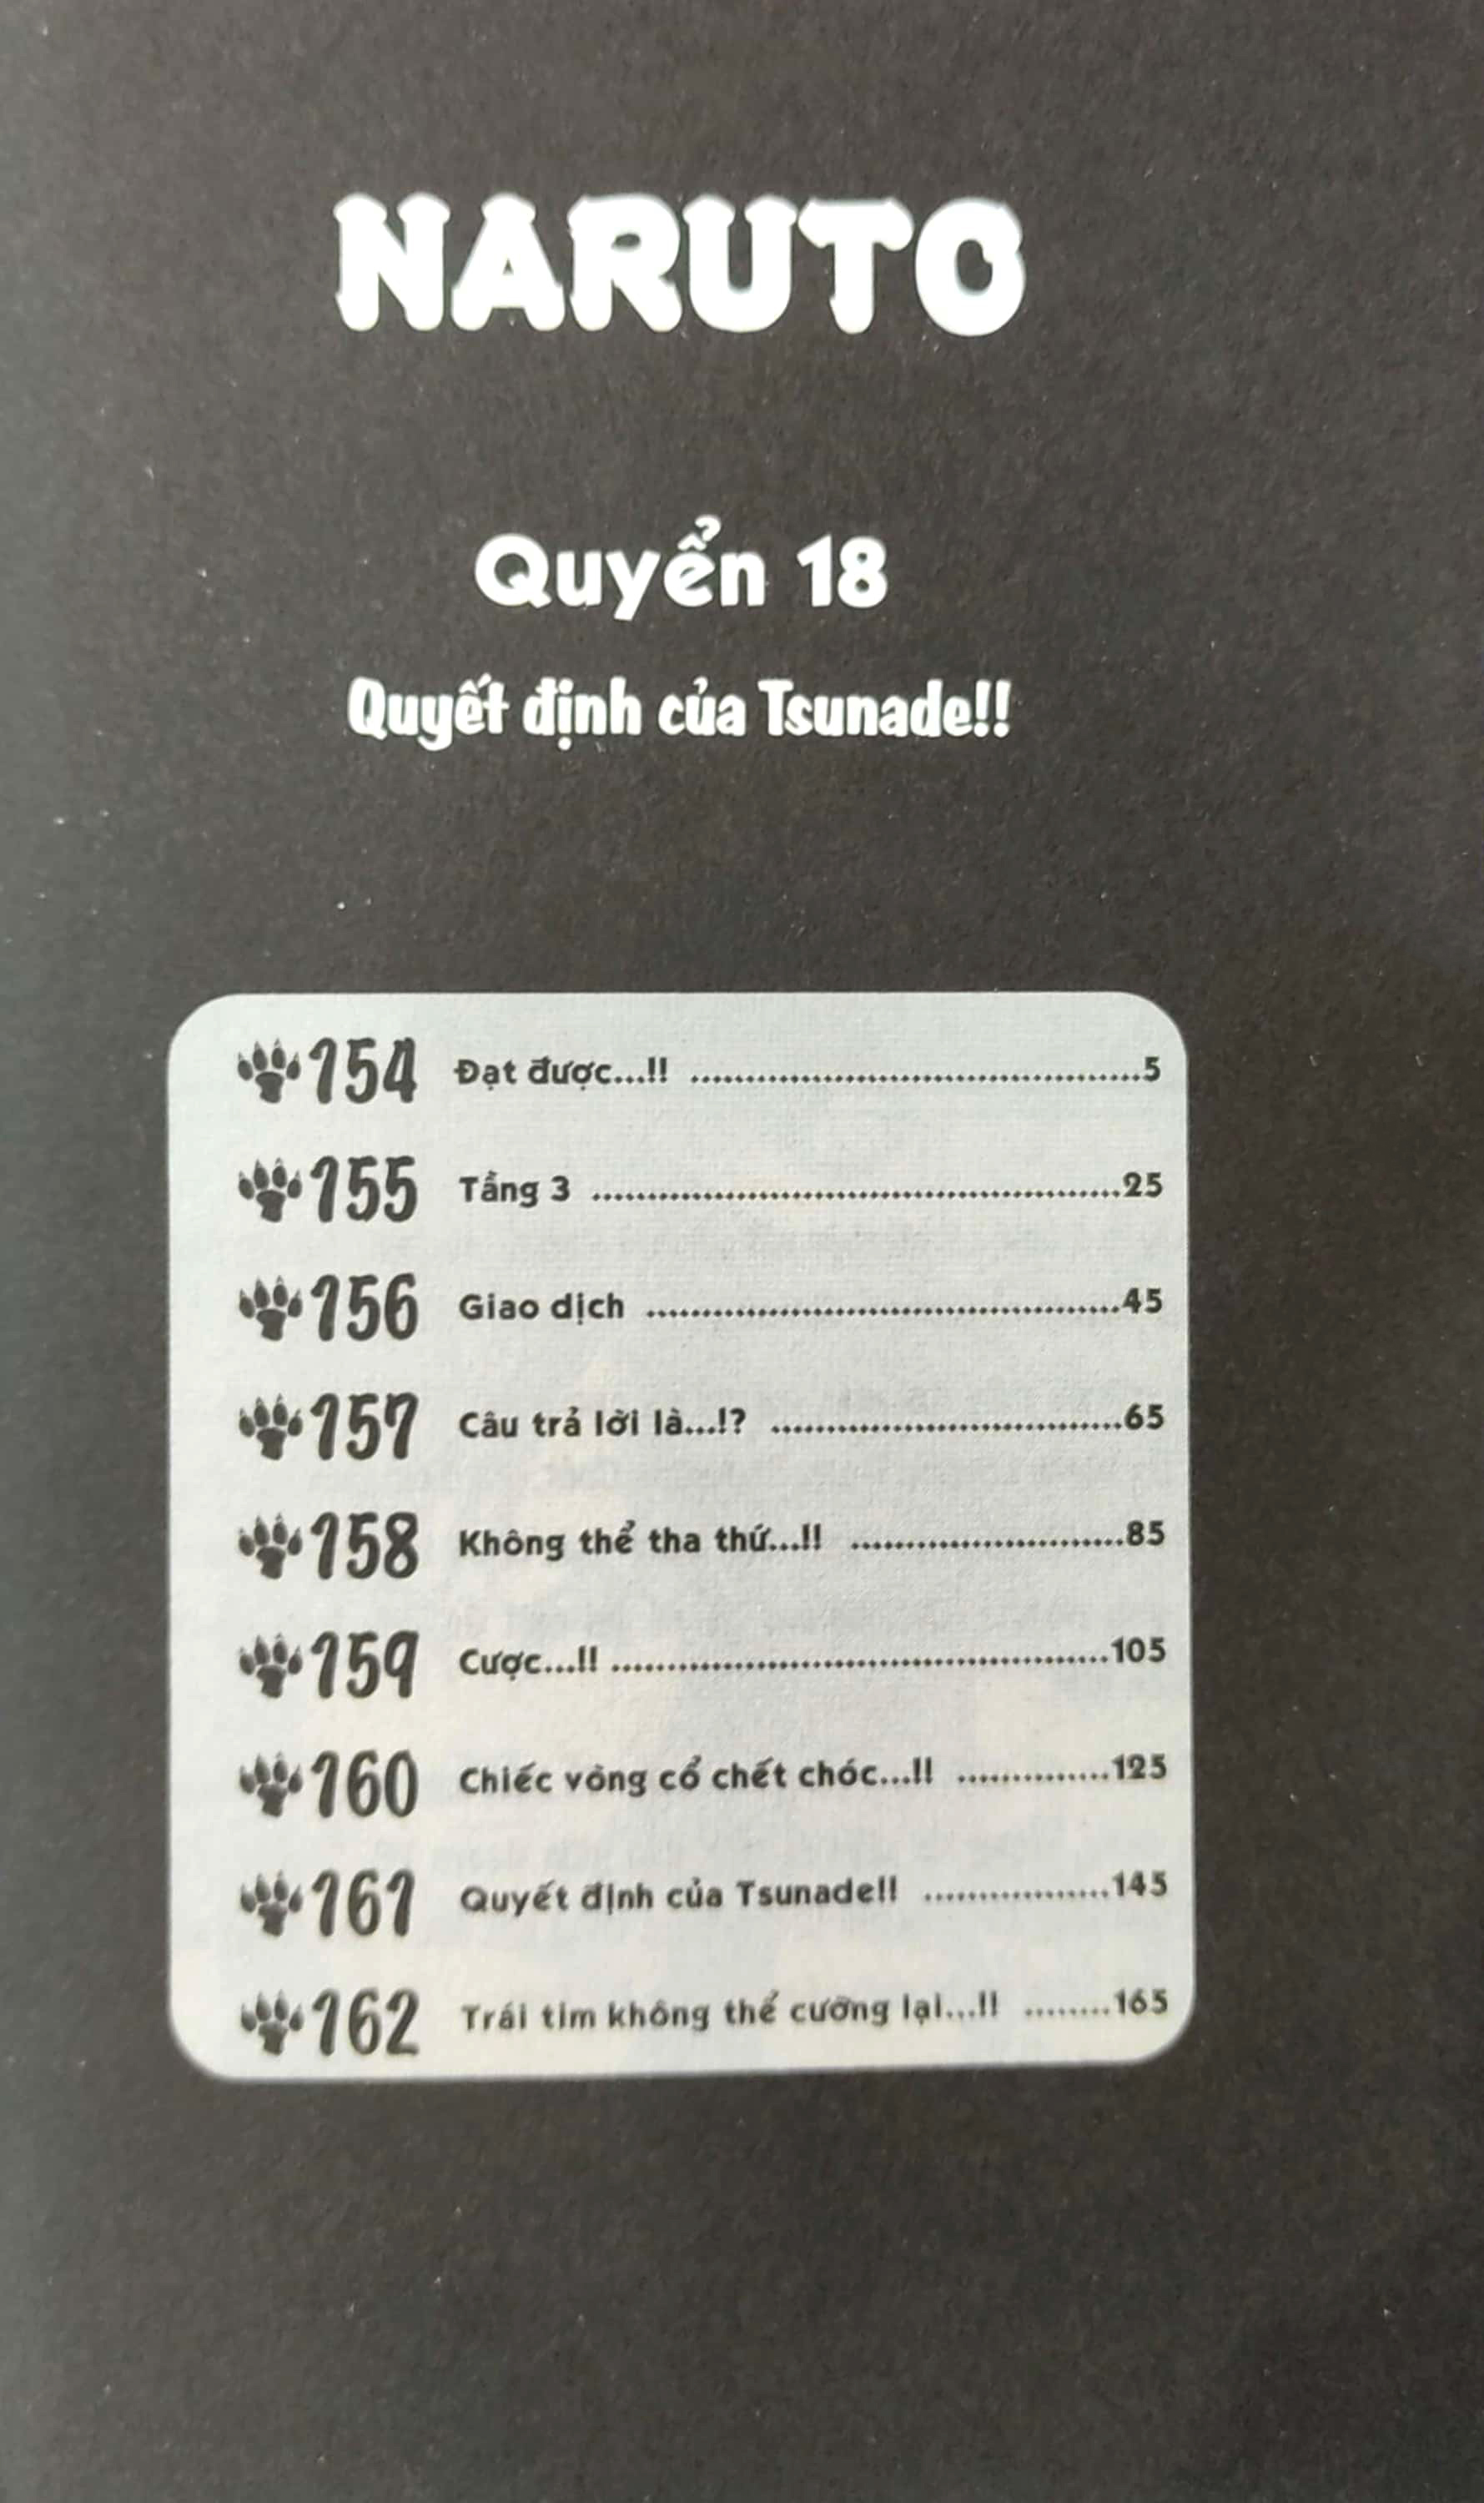 NARUTO
Quyển 18
Quyết định của Tsunade!!
154 Đạt được...!! ................................................5
155 Tầng 3 .........................................................25
156 Giao dịch ...................................................45
157 Câu trả lời là...!? ......................................65
158 Không thể tha thứ...!! ..............................85
159 Cược...!! ......................................................105
160 Chiếc vòng cổ chết chóc...!! ................125
161 Quyết định của Tsunade!! ....................145
162 Trái tim không thể cưỡng lại...!! .........165